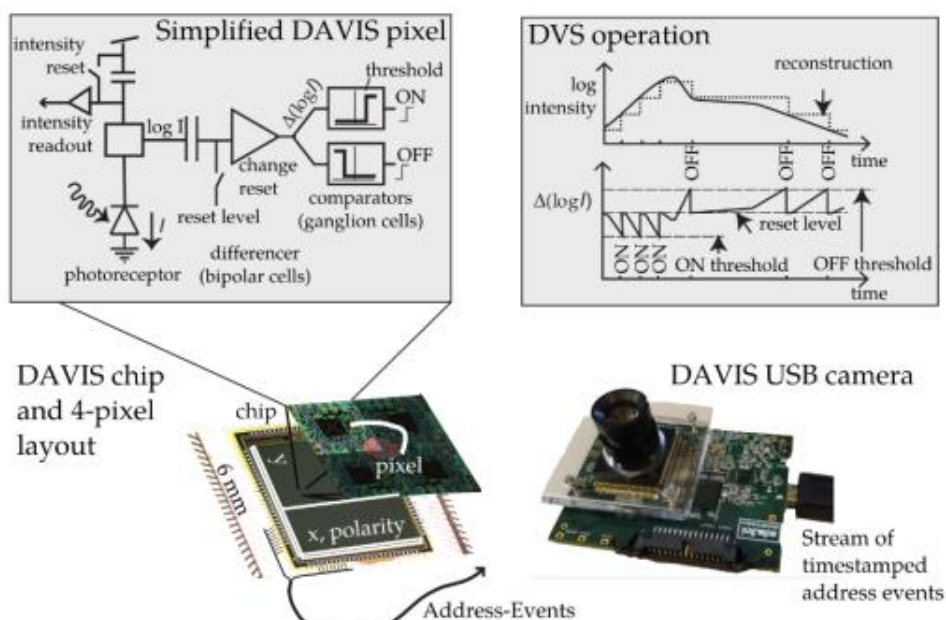 Simplified DAVIS pixel
intensity
reset
threshold
ON
intensity
readout
log I
Δ(logI)
change
reset
OFF
reset level
comparators
(ganglion cells)
I
differencer
(bipolar cells)
photoreceptor
DVS operation
reconstruction
log
intensity
OFF
OFF
OFF
time
Δ(logI)
reset level
ON
ON
ON
ON threshold
OFF threshold
time
DAVIS chip
and 4-pixel
layout
chip
pixel
y
6 mm
x, polarity
Address-Events
DAVIS USB camera
Stream of
timestamped
address events